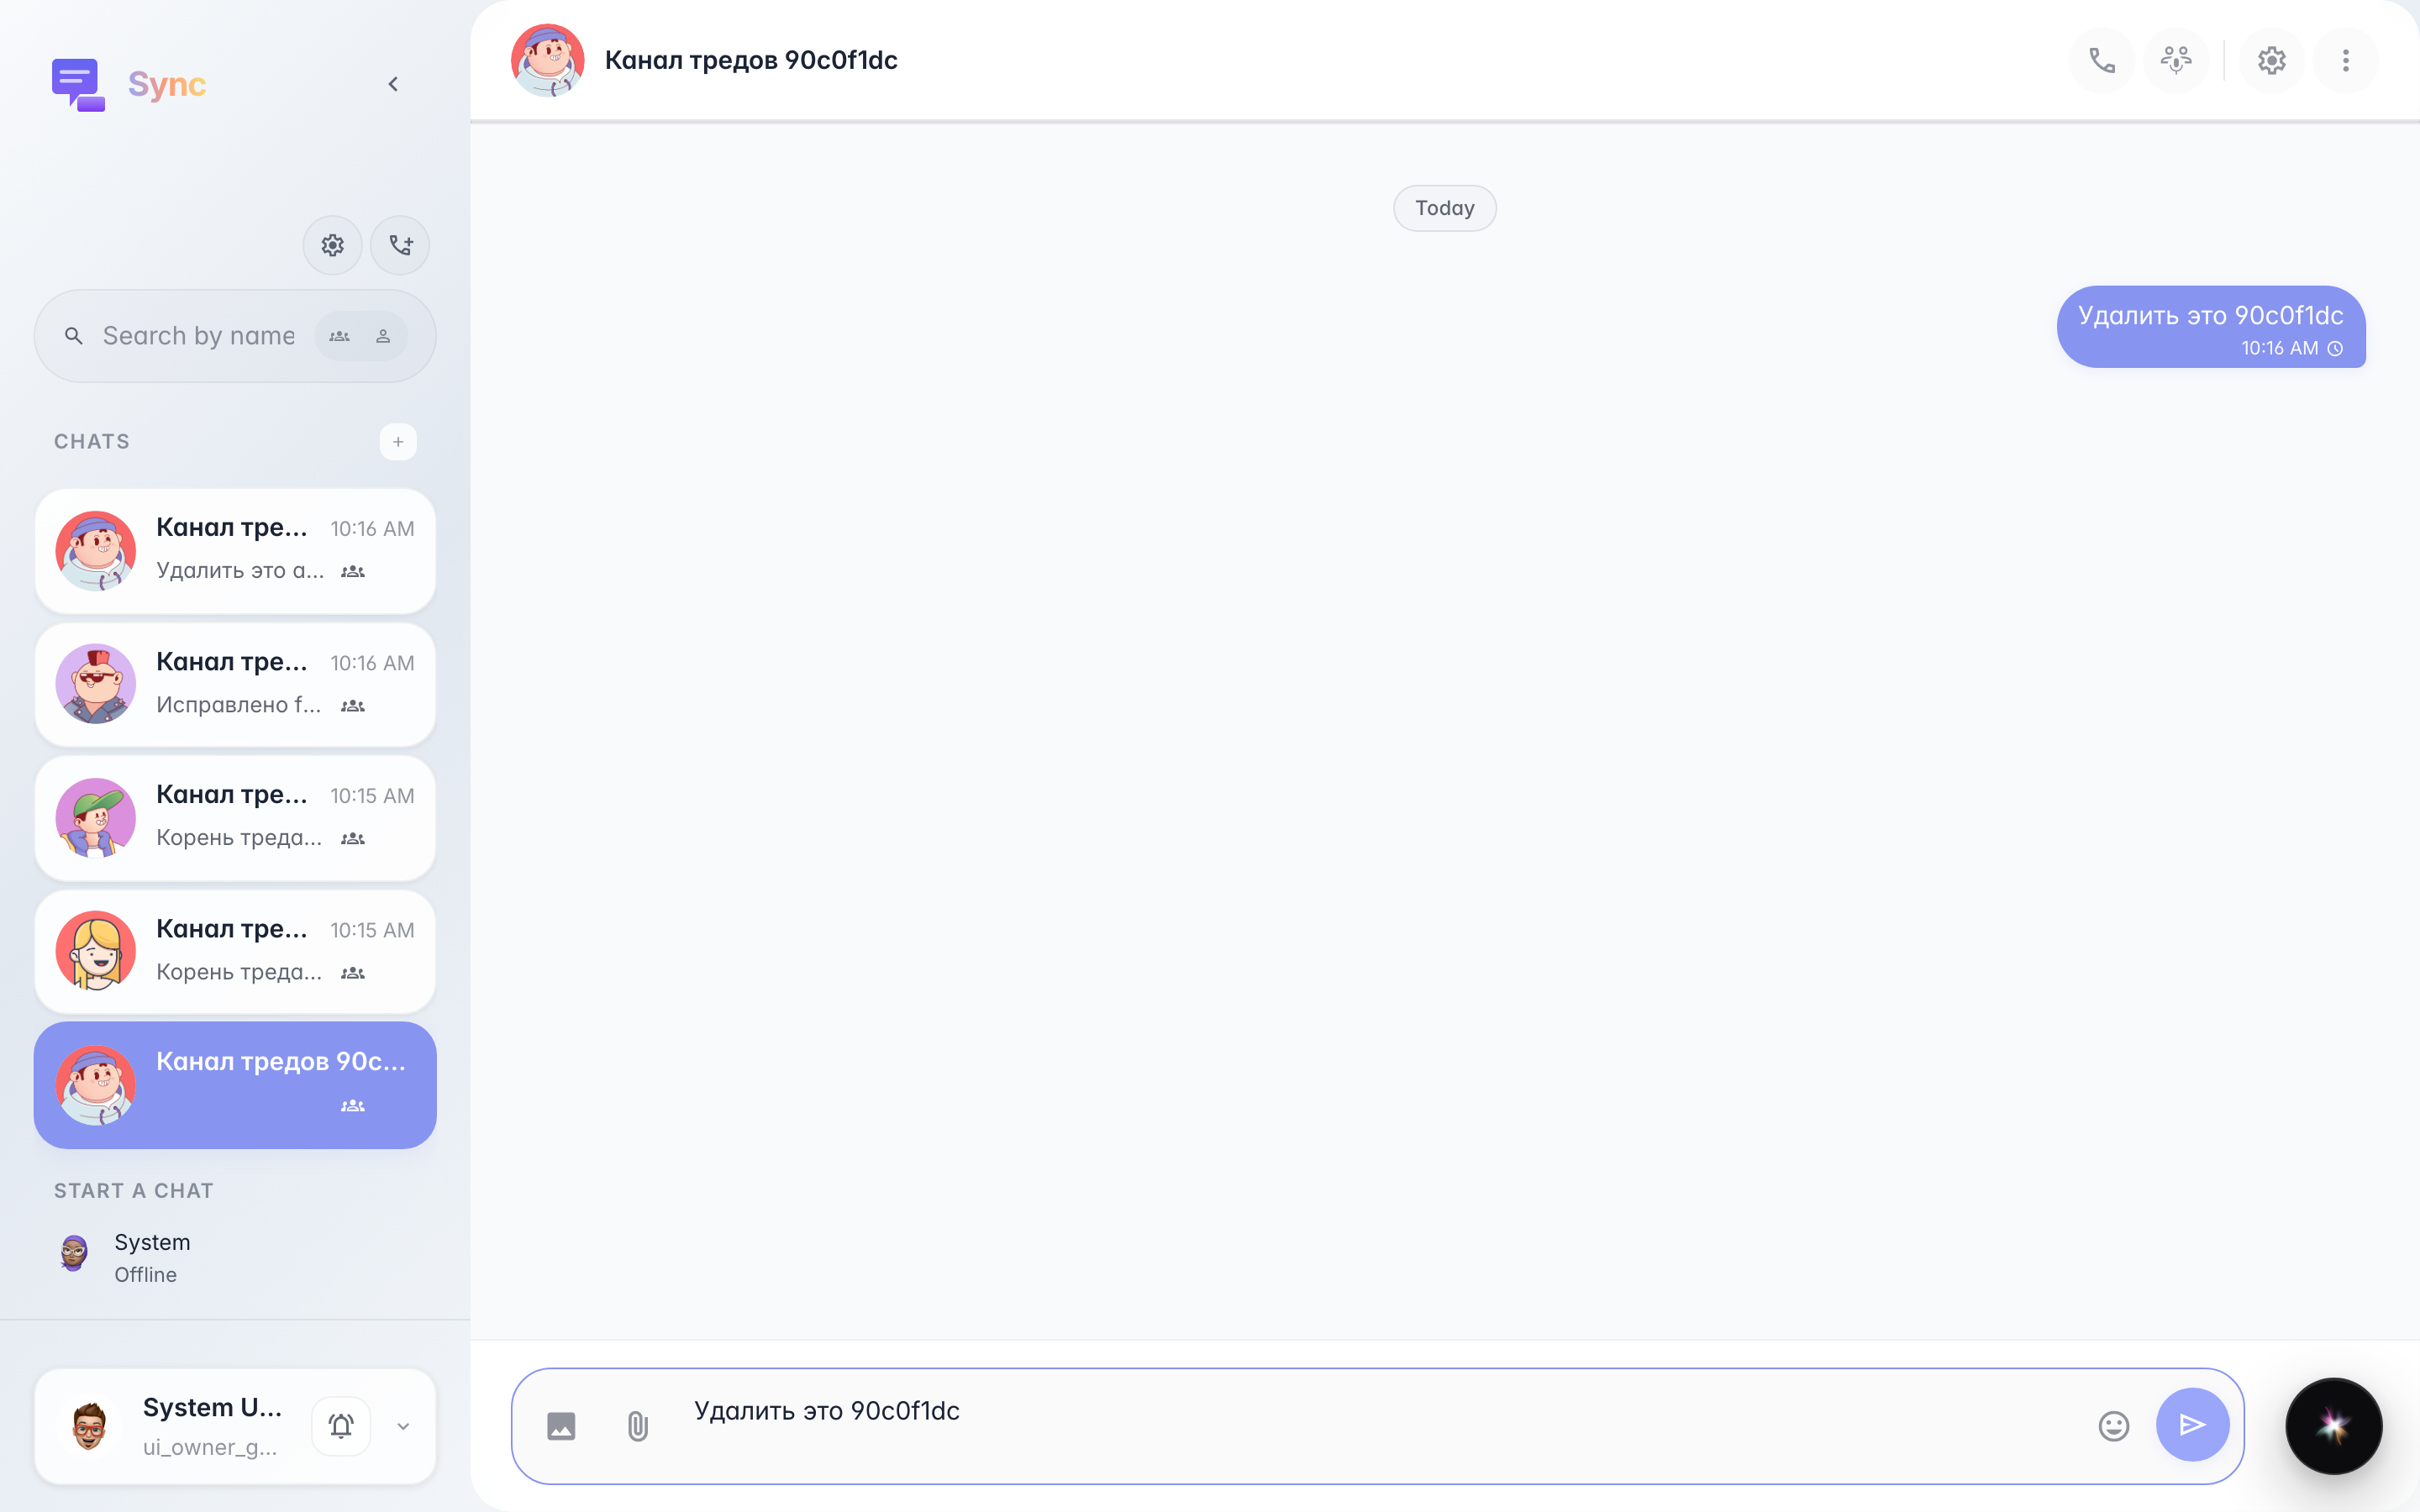 Sync
Search by name
CHATS
Канал тре... 10:16 AM
Удалить это а...
Канал тре... 10:16 AM
Исправлено f...
Канал тре... 10:15 AM
Корень треда...
Канал тре... 10:15 AM
Корень треда...
Канал тредов 90c...
START A CHAT
System
Offline
System U...
ui_owner_g...
Канал тредов 90c0f1dc
Today
Удалить это 90c0f1dc
10:16 AM
Удалить это 90c0f1dc